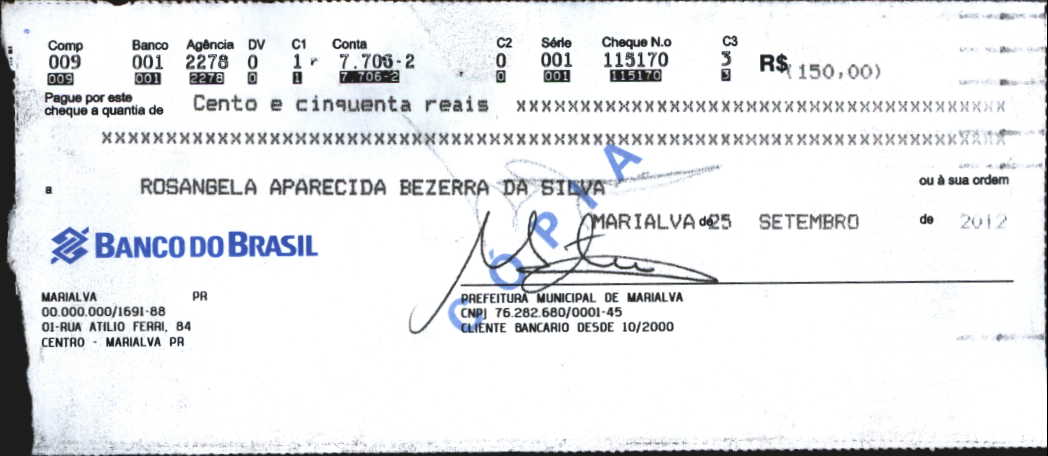 Comp Banco Agência DV C1 Conta C2 Série Cheque N.o C3
009 001 2278 0 1 7.706-2 0 001 115170 3 R$ (150,00)
009 001 2278 0 1 7.706-2 0 001 115170 3
Pague por este
cheque a quantia de Cento e cinquenta reais xxxxxxxxxxxxxxxxxxxxxxxxxxxxxxxxxxxxxxx
XXXXXXXXXXXXXXXXXXXXXXXXXXXXXXXXXXXXXXXXXXXXXXXXXXXXXXXXXXXXXXXXXXXXXXX
a ROSANGELA APARECIDA BEZERRA DA SILVA ou à sua ordem
MARIALVA de 25 SETEMBRO de 2012
BANCO DO BRASIL
CÓPIA
MARIALVA PR
00.000.000/1691-88
01-RUA ATILIO FERRI, 84
CENTRO - MARIALVA PR
PREFEITURA MUNICIPAL DE MARIALVA
CNPJ 76.282.680/0001-45
CLIENTE BANCARIO DESDE 10/2000